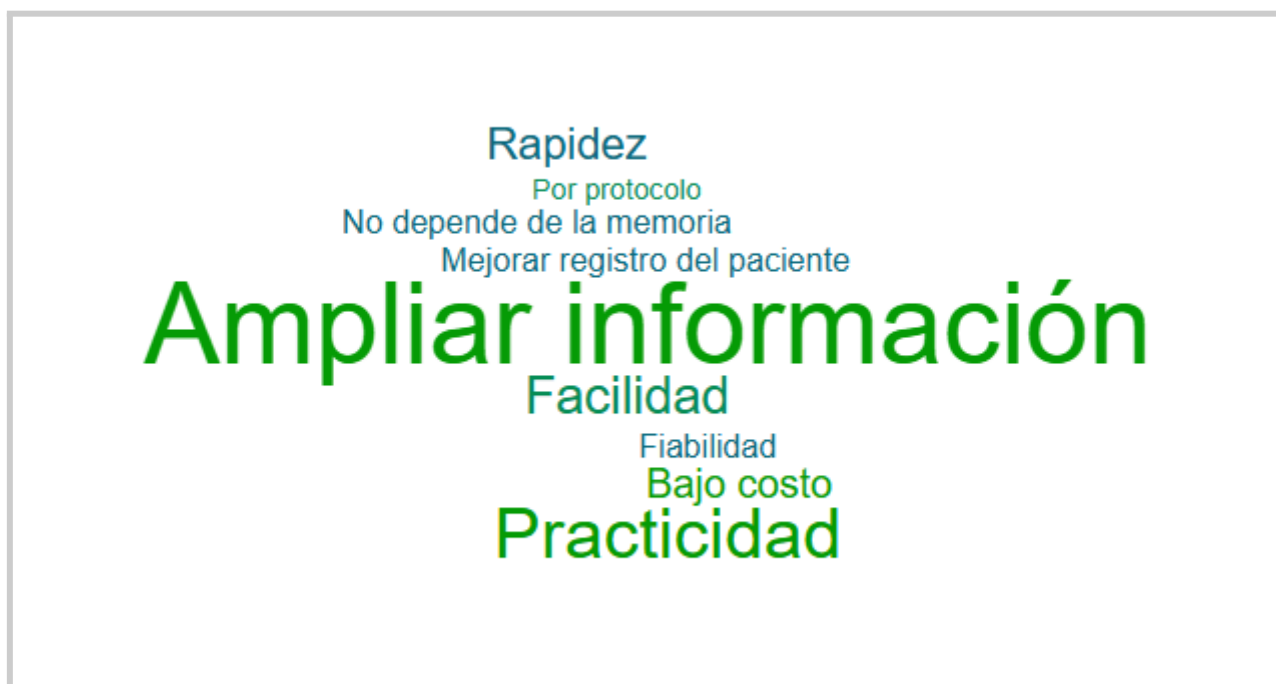 Rapidez
Por protocolo
No depende de la memoria
Mejorar registro del paciente
Ampliar información
Facilidad
Fiabilidad
Bajo costo
Practicidad